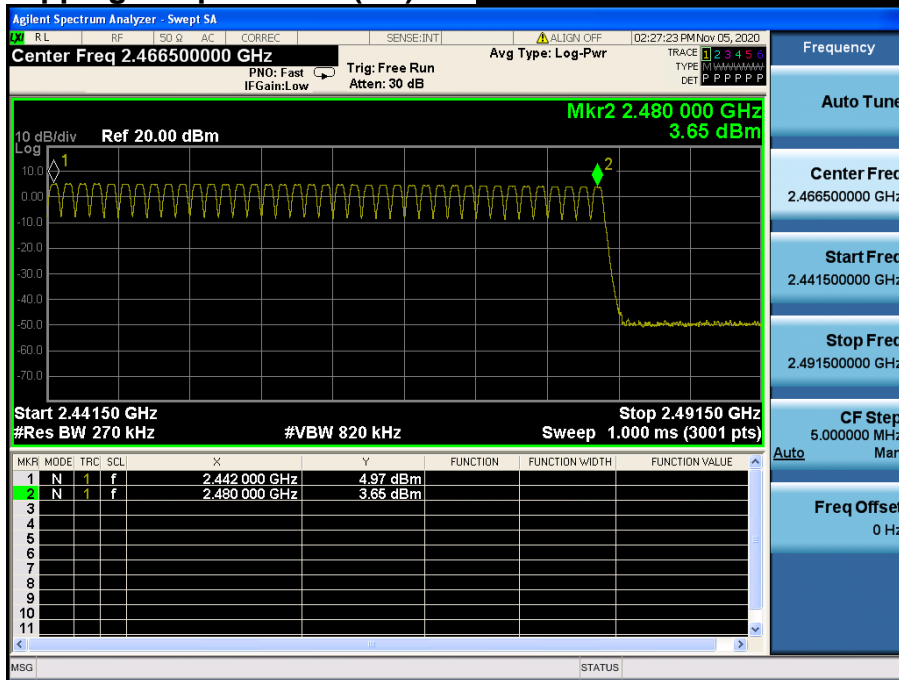 Agilent Spectrum Analyzer - Swept SA
LXI RL RF 50 Ω AC CORREC SENSE:INT ALIGN OFF 02:27:23 PM Nov 05, 2020
Center Freq 2.466500000 GHz
PNO: Fast
IFGain:Low
Trig: Free Run
Atten: 30 dB
Avg Type: Log-Pwr
TRACE 1 2 3 4 5 6
TYPE M
DET P P P P P P
Mkr2 2.480 000 GHz
3.65 dBm
10 dB/div
Log
Ref 20.00 dBm
1
2
10.0
0.00
-10.0
-20.0
-30.0
-40.0
-50.0
-60.0
-70.0
Start 2.44150 GHz Stop 2.49150 GHz
#Res BW 270 kHz #VBW 820 kHz Sweep 1.000 ms (3001 pts)
MKR MODE TRC SCL X Y FUNCTION FUNCTION WIDTH FUNCTION VALUE
1 N 1 f 2.442 000 GHz 4.97 dBm
2 N 1 f 2.480 000 GHz 3.65 dBm
3
4
5
6
7
8
9
10
11
MSG STATUS
Frequency
Auto Tune
Center Freq
2.466500000 GHz
Start Freq
2.441500000 GHz
Stop Freq
2.491500000 GHz
CF Step
5.000000 MHz
Auto Man
Freq Offset
0 Hz